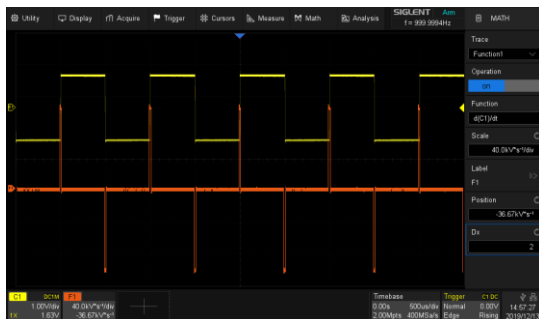 Utility Display Acquire Trigger Cursors Measure Math Analysis
SIGLENT Arm
f = 999.9994Hz
MATH
Trace
Function1
Operation
on
Function
d(C1)/dt
Scale
40.0kV*s⁻¹/div
Label
F1
Position
-36.67kV*s⁻¹
Dx
2
C1 DC1M
1.00V/div
1X 1.63V
F1
40.0kV*s⁻¹/div
-36.67kV*s⁻¹
Timebase
0.00s 500us/div
2.00Mpts 400MSa/s
Trigger C1 DC
Normal 0.00V
Edge Rising
14:57:27
2019/12/13